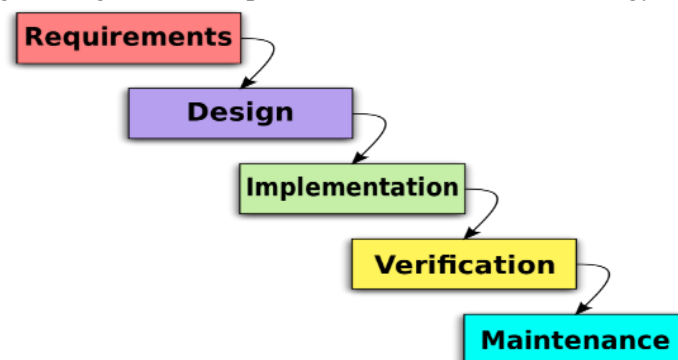 Requirements
Design
Implementation
Verification
Maintenance